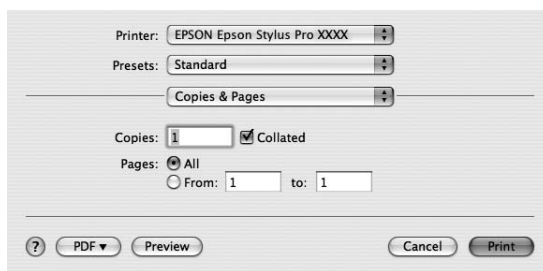 Printer: EPSON Epson Stylus Pro XXXX
Presets: Standard
Copies & Pages
Copies: 1 Collated
Pages: All
From: 1 to: 1
? PDF▼ Preview Cancel Print